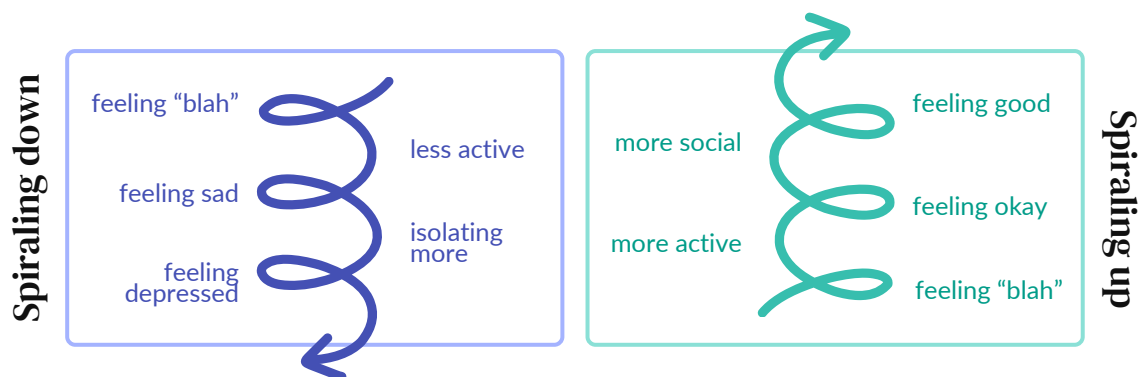 Spiraling down
feeling “blah”
less active
feeling sad
isolating
more
feeling
depressed
more social
feeling good
feeling okay
more active
feeling “blah”
Spiraling up